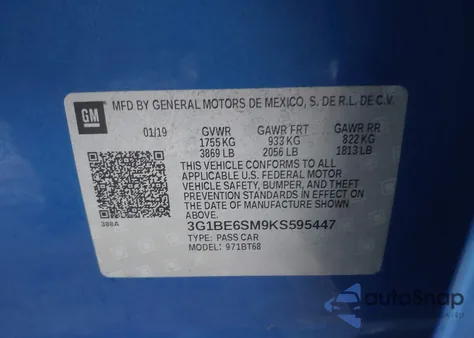 GM
MFD BY GENERAL MOTORS DE MEXICO, S. DE R.L. DE C.V.
01/19 GVWR GAWR FRT GAWR RR
1755 KG 933 KG 822 KG
3869 LB 2056 LB 1813 LB
THIS VEHICLE CONFORMS TO ALL
APPLICABLE U.S. FEDERAL MOTOR
VEHICLE SAFETY, BUMPER, AND THEFT
PREVENTION STANDARDS IN EFFECT ON
THE DATE OF MANUFACTURE SHOWN
ABOVE.
388A
3G1BE6SM9KS595447
TYPE: PASS CAR
MODEL: 971BT68
autoSnap